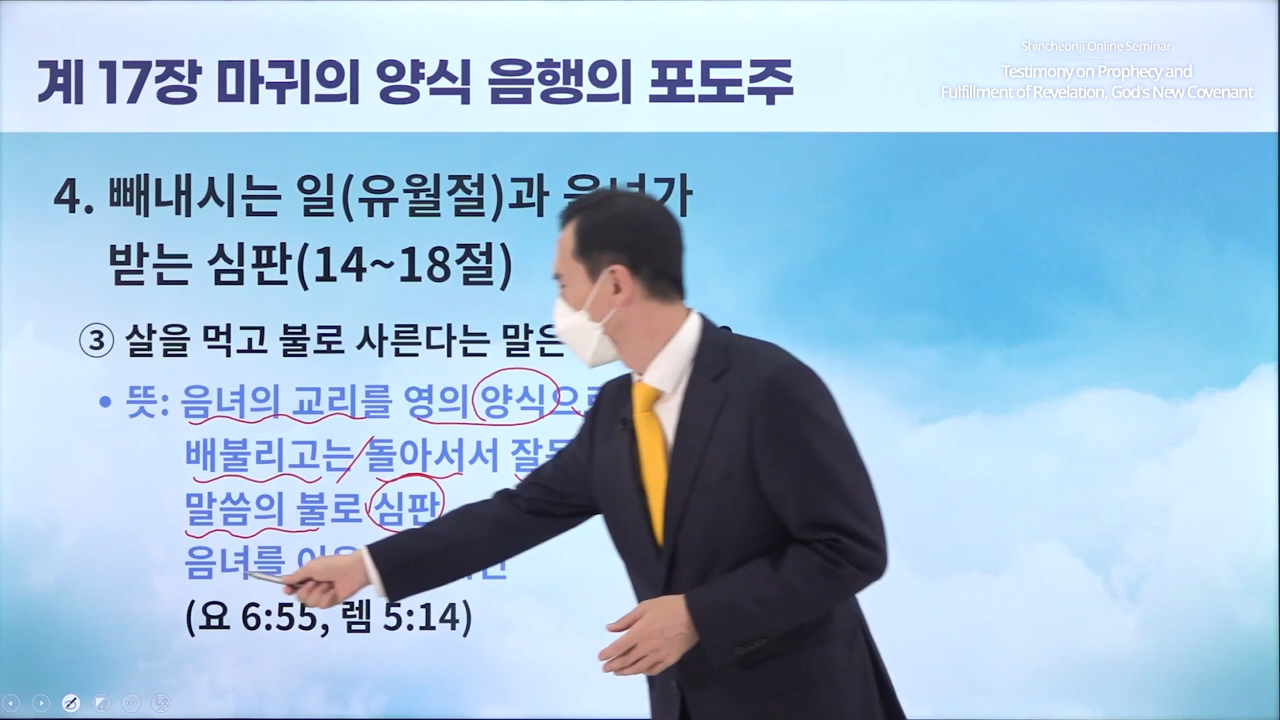 Shincheonji Online Seminar
Testimony on Prophecy and
Fulfillment of Revelation, God's New Covenant
계 17장 마귀의 양식 음행의 포도주
4. 빼내시는 일(유월절)과 음녀가
받는 심판(14~18절)
③ 살을 먹고 불로 사른다는 말은
• 뜻: 음녀의 교리를 영의 양식으로
배불리고는 돌아서서
말씀의 불로 심판
음녀를
(요 6:55, 렘 5:14)